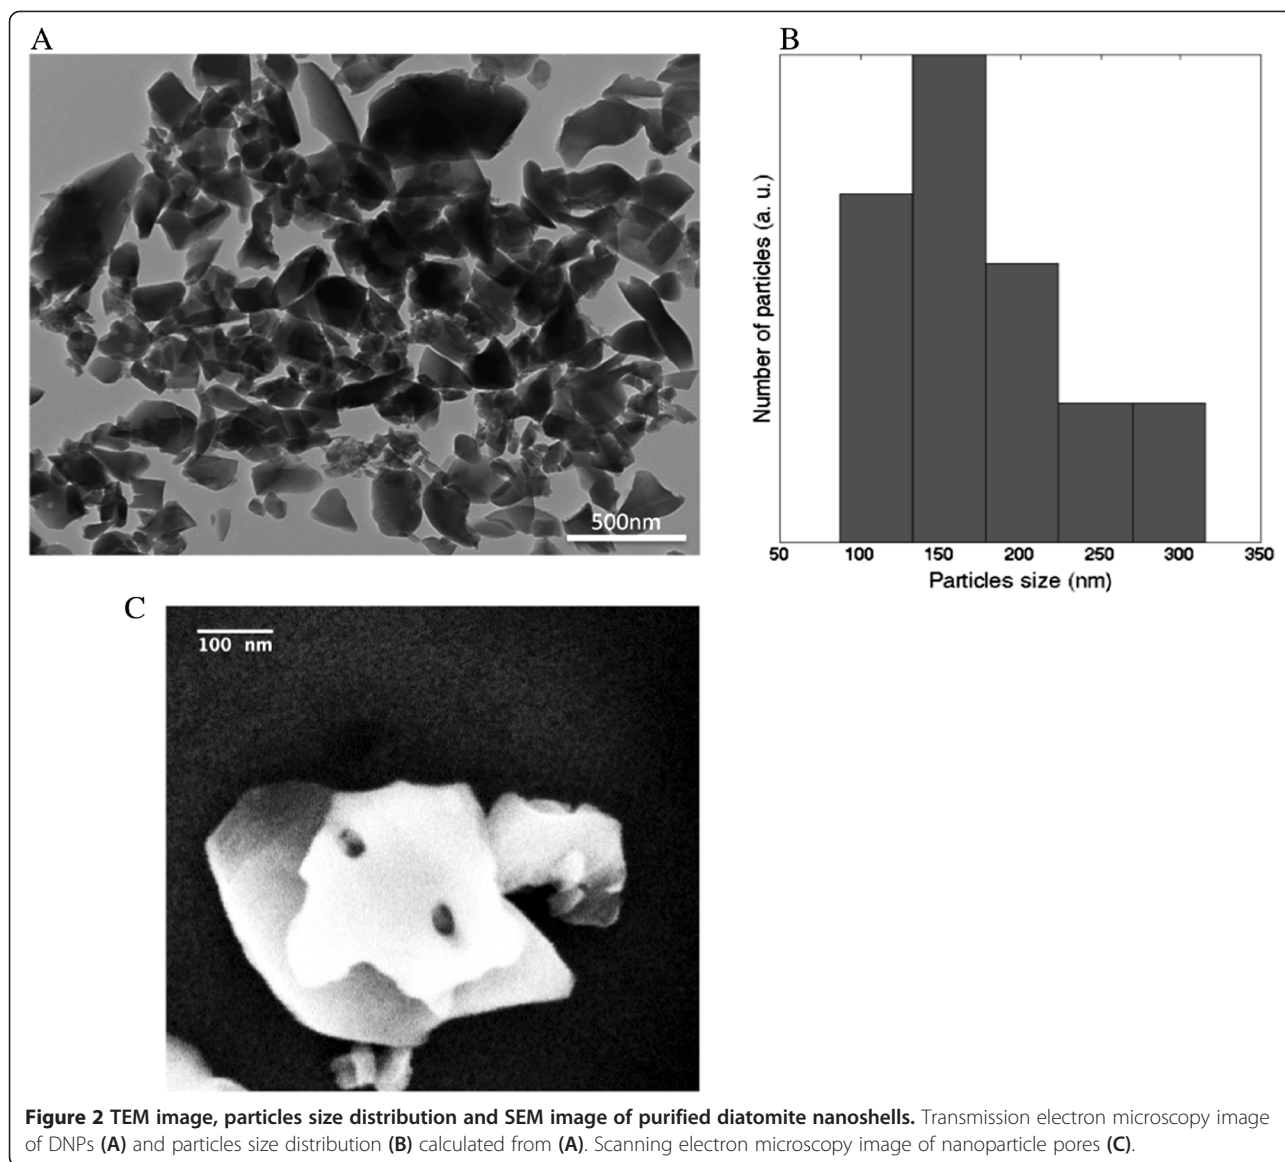 A
500nm
B
Number of particles (a. u.)
50 100 150 200 250 300 350
Particles size (nm)
C
100 nm
Figure 2 TEM image, particles size distribution and SEM image of purified diatomite nanoshells. Transmission electron microscopy image
of DNPs (A) and particles size distribution (B) calculated from (A). Scanning electron microscopy image of nanoparticle pores (C).